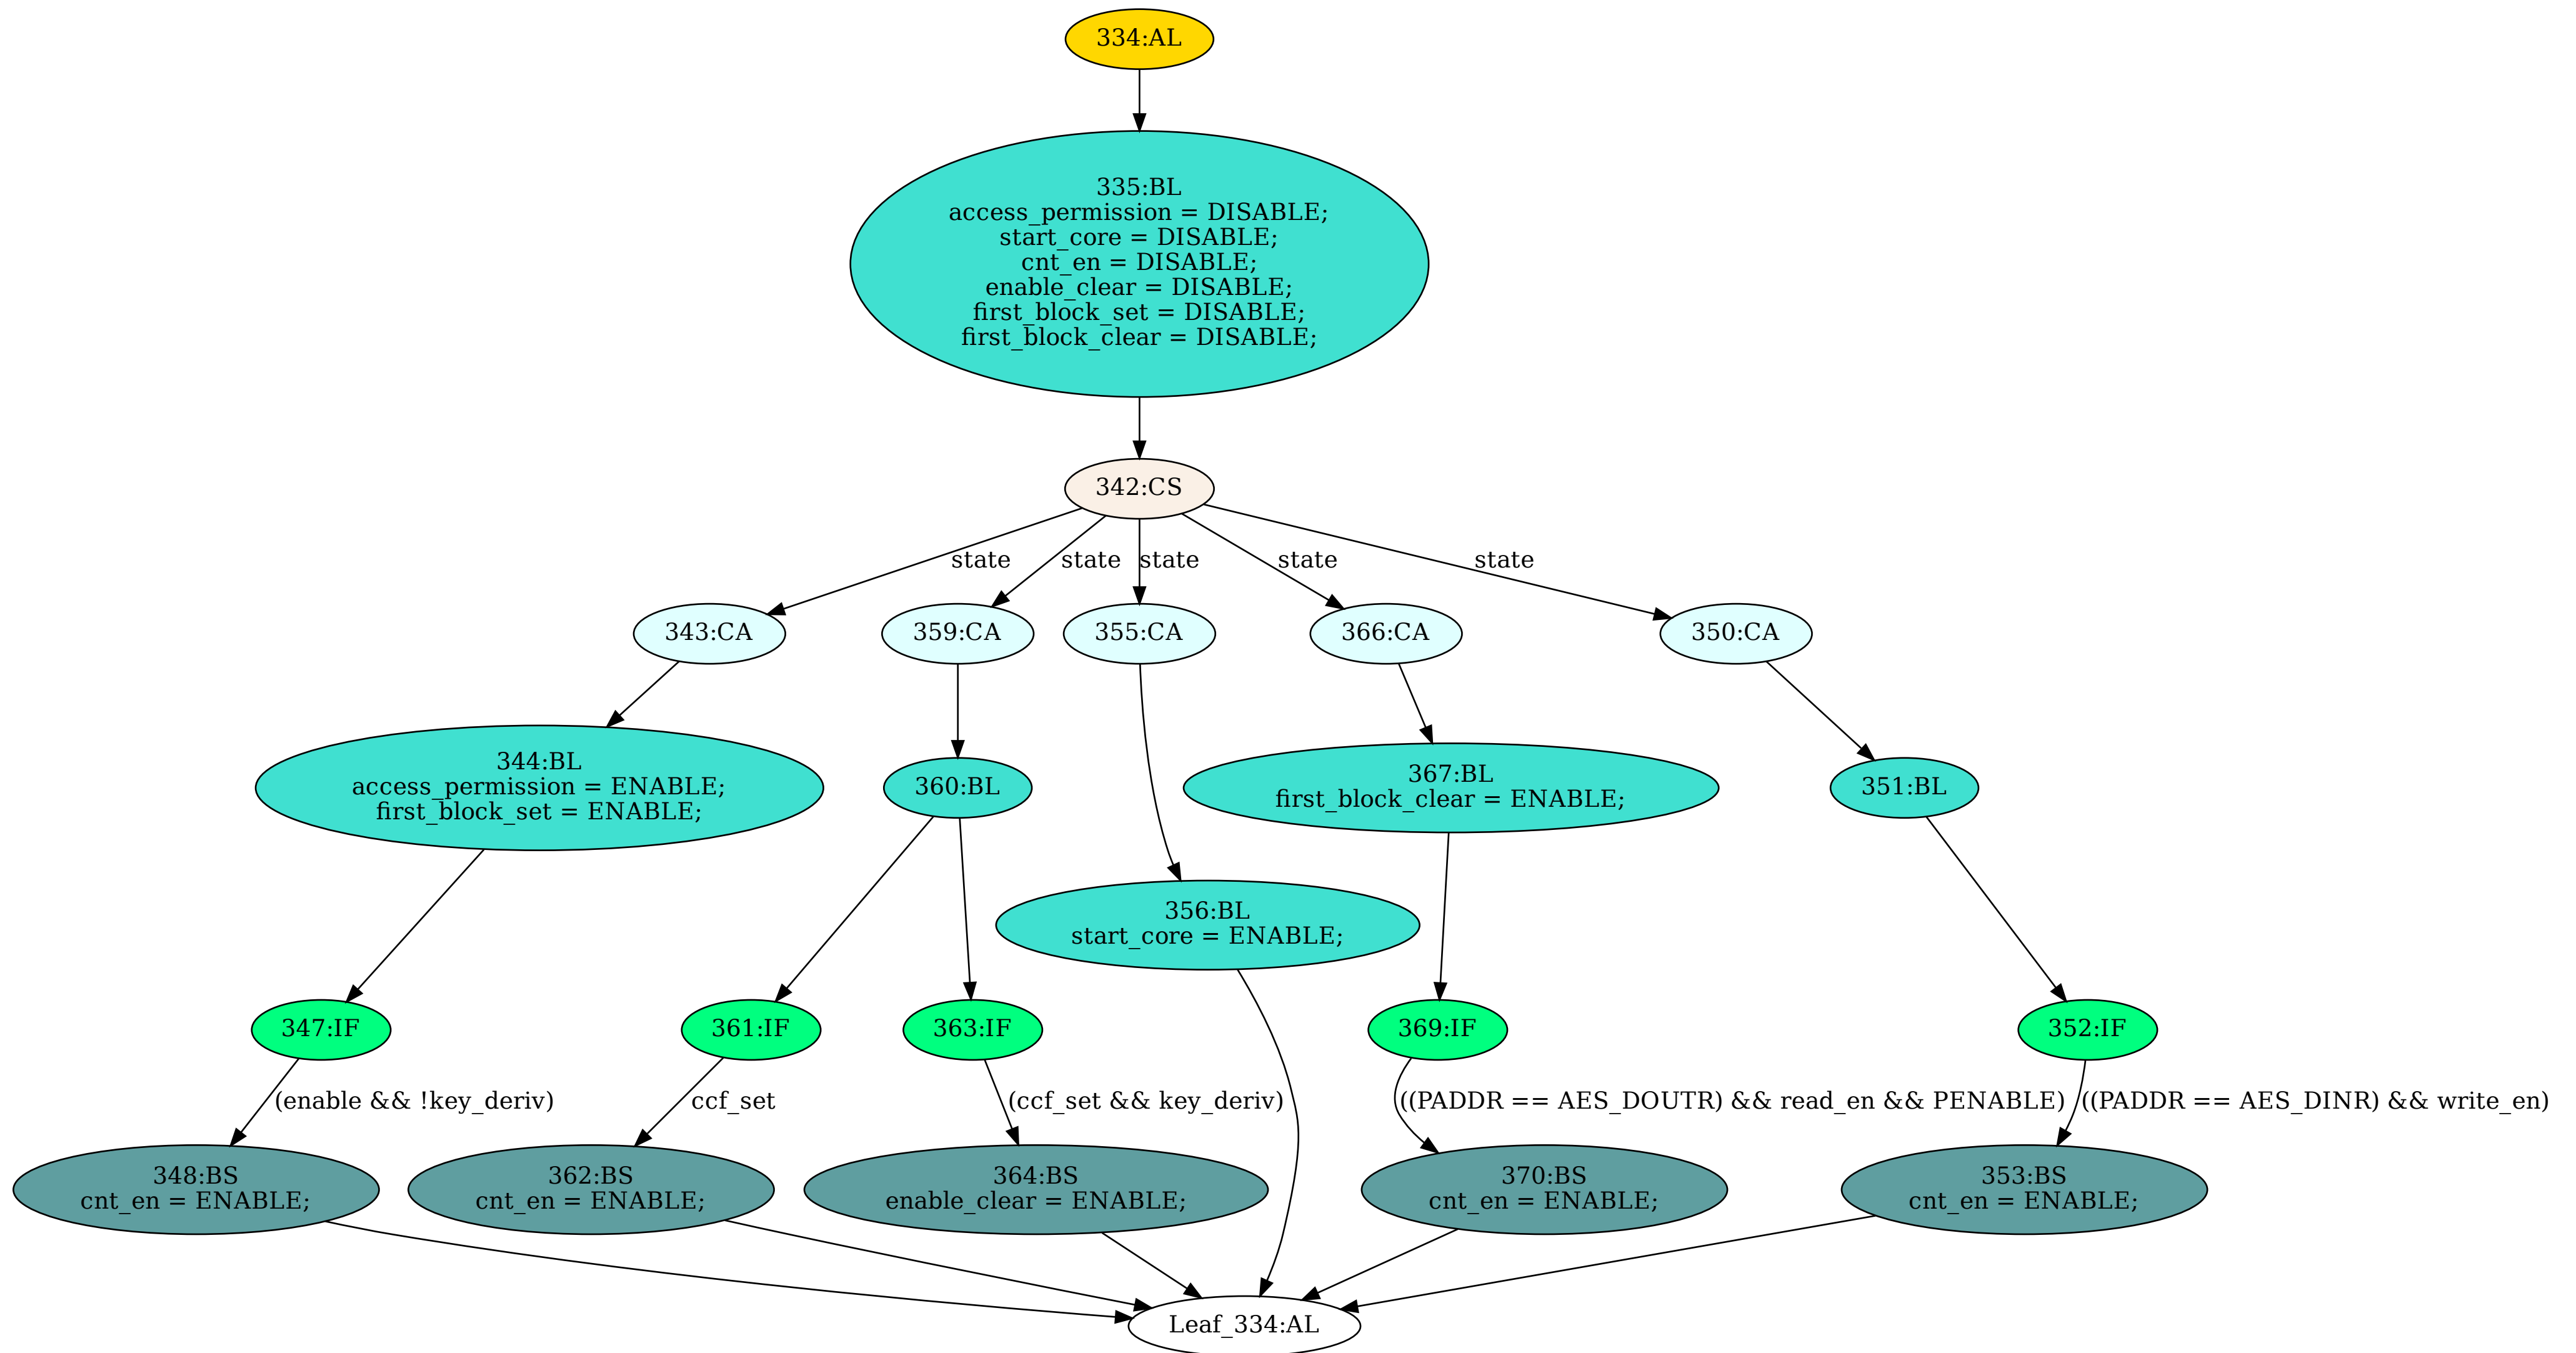 334:AL
335:BL
access_permission = DISABLE;
start_core = DISABLE;
cnt_en = DISABLE;
enable_clear = DISABLE;
first_block_set = DISABLE;
first_block_clear = DISABLE;
342:CS
state
state
state
state
state
343:CA
359:CA
355:CA
366:CA
350:CA
344:BL
access_permission = ENABLE;
first_block_set = ENABLE;
360:BL
367:BL
first_block_clear = ENABLE;
351:BL
356:BL
start_core = ENABLE;
347:IF
361:IF
363:IF
369:IF
352:IF
(enable && !key_deriv)
ccf_set
(ccf_set && key_deriv)
((PADDR == AES_DOUTR) && read_en && PENABLE)
((PADDR == AES_DINR) && write_en)
348:BS
cnt_en = ENABLE;
362:BS
cnt_en = ENABLE;
364:BS
enable_clear = ENABLE;
370:BS
cnt_en = ENABLE;
353:BS
cnt_en = ENABLE;
Leaf_334:AL